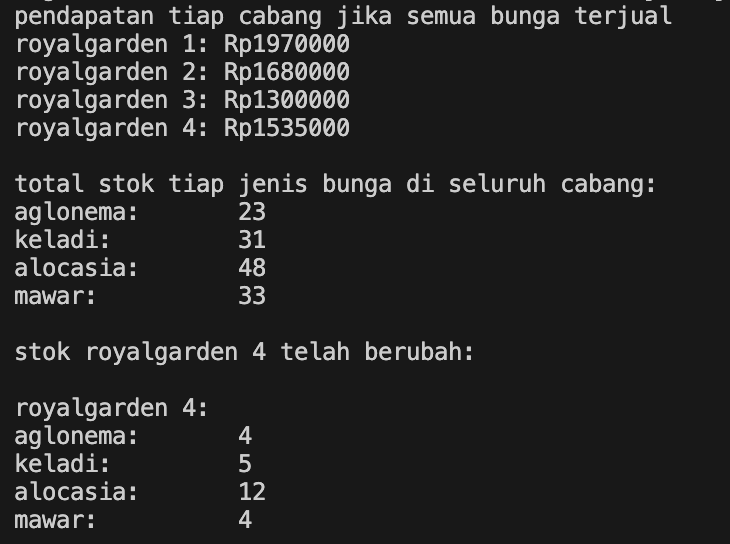 pendapatan tiap cabang jika semua bunga terjual
royalgarden 1: Rp1970000
royalgarden 2: Rp1680000
royalgarden 3: Rp1300000
royalgarden 4: Rp1535000
total stok tiap jenis bunga di seluruh cabang:
aglonema: 23
keladi: 31
alocasia: 48
mawar: 33
stok royalgarden 4 telah berubah:
royalgarden 4:
aglonema: 4
keladi: 5
alocasia: 12
mawar: 4